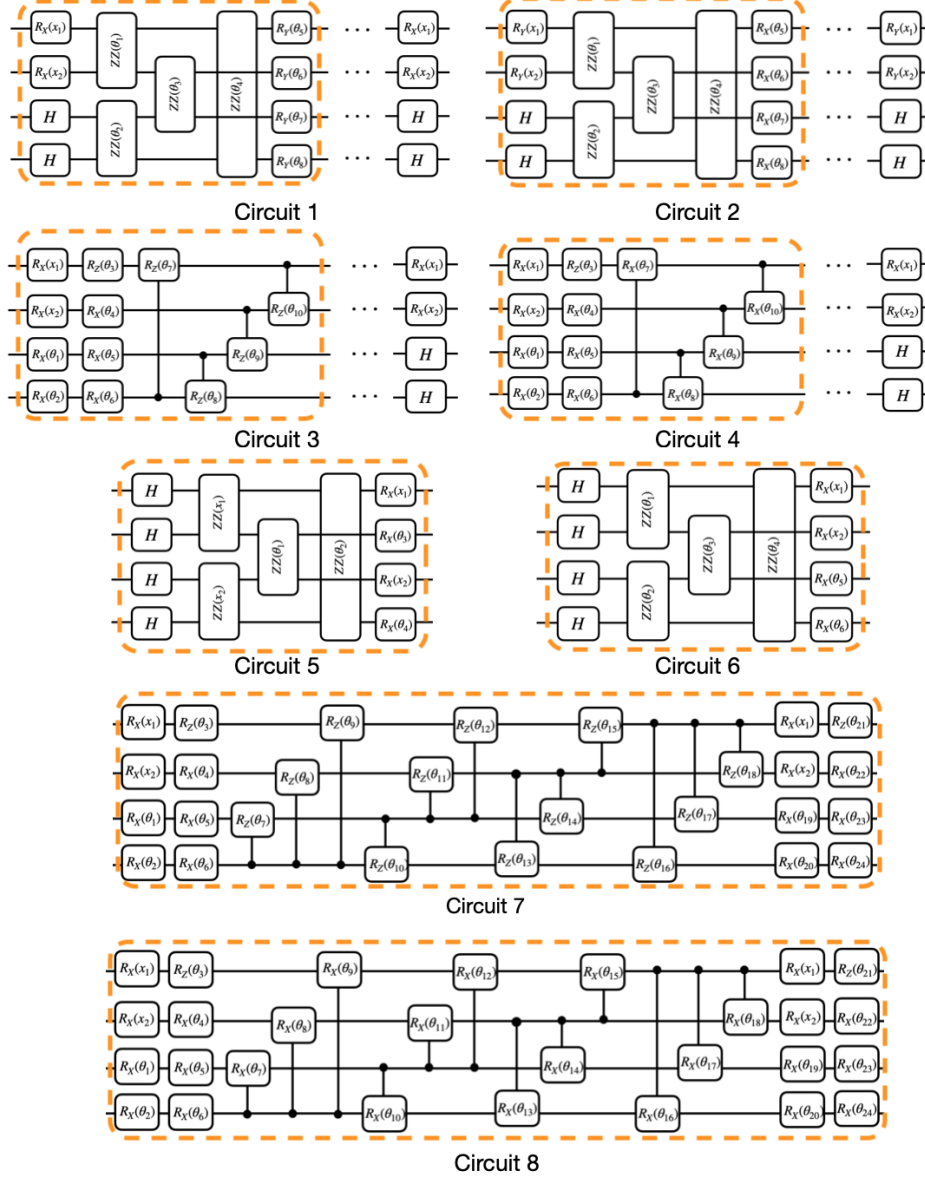 R_X(x_1) ZZ(θ_1) R_Y(θ_5) ··· R_X(x_1)
R_X(x_2) ZZ(θ_3) ZZ(θ_4) R_Y(θ_6) ··· R_X(x_2)
H ZZ(θ_2) R_Y(θ_7) ··· H
H R_Y(θ_8) ··· H
Circuit 1
R_Y(x_1) ZZ(θ_1) R_X(θ_5) ··· R_Y(x_1)
R_Y(x_2) ZZ(θ_3) ZZ(θ_4) R_X(θ_6) ··· R_Y(x_2)
H ZZ(θ_2) R_X(θ_7) ··· H
H R_X(θ_8) ··· H
Circuit 2
R_X(x_1) R_Z(θ_3) R_Z(θ_7) ··· R_X(x_1)
R_X(x_2) R_X(θ_4) R_Z(θ_10) ··· R_X(x_2)
R_X(θ_1) R_X(θ_5) R_Z(θ_9) ··· H
R_X(θ_2) R_X(θ_6) R_Z(θ_8) ··· H
Circuit 3
R_X(x_1) R_Z(θ_3) R_X(θ_7) ··· R_X(x_1)
R_X(x_2) R_X(θ_4) R_X(θ_10) ··· R_X(x_2)
R_X(θ_1) R_X(θ_5) R_X(θ_9) ··· H
R_X(θ_2) R_X(θ_6) R_X(θ_8) ··· H
Circuit 4
H ZZ(x_1) R_X(x_1)
H ZZ(θ_1) ZZ(θ_2) R_X(θ_3)
H ZZ(x_2) R_X(x_2)
H R_X(θ_4)
Circuit 5
H ZZ(θ_1) R_X(x_1)
H ZZ(θ_3) ZZ(θ_4) R_X(x_2)
H ZZ(θ_2) R_X(θ_5)
H R_X(θ_6)
Circuit 6
R_X(x_1) R_Z(θ_3) R_Z(θ_9) R_Z(θ_12) R_Z(θ_15) R_X(x_1) R_Z(θ_21)
R_X(x_2) R_X(θ_4) R_Z(θ_8) R_Z(θ_11) R_Z(θ_18) R_X(x_2) R_X(θ_22)
R_X(θ_1) R_X(θ_5) R_Z(θ_7) R_Z(θ_14) R_Z(θ_17) R_X(θ_19) R_X(θ_23)
R_X(θ_2) R_X(θ_6) R_Z(θ_10) R_Z(θ_13) R_Z(θ_16) R_X(θ_20) R_X(θ_24)
Circuit 7
R_X(x_1) R_Z(θ_3) R_X(θ_9) R_X(θ_12) R_X(θ_15) R_X(x_1) R_Z(θ_21)
R_X(x_2) R_X(θ_4) R_X(θ_8) R_X(θ_11) R_X(θ_18) R_X(x_2) R_X(θ_22)
R_X(θ_1) R_X(θ_5) R_X(θ_7) R_X(θ_14) R_X(θ_17) R_X(θ_19) R_X(θ_23)
R_X(θ_2) R_X(θ_6) R_X(θ_10) R_X(θ_13) R_X(θ_16) R_X(θ_20) R_X(θ_24)
Circuit 8